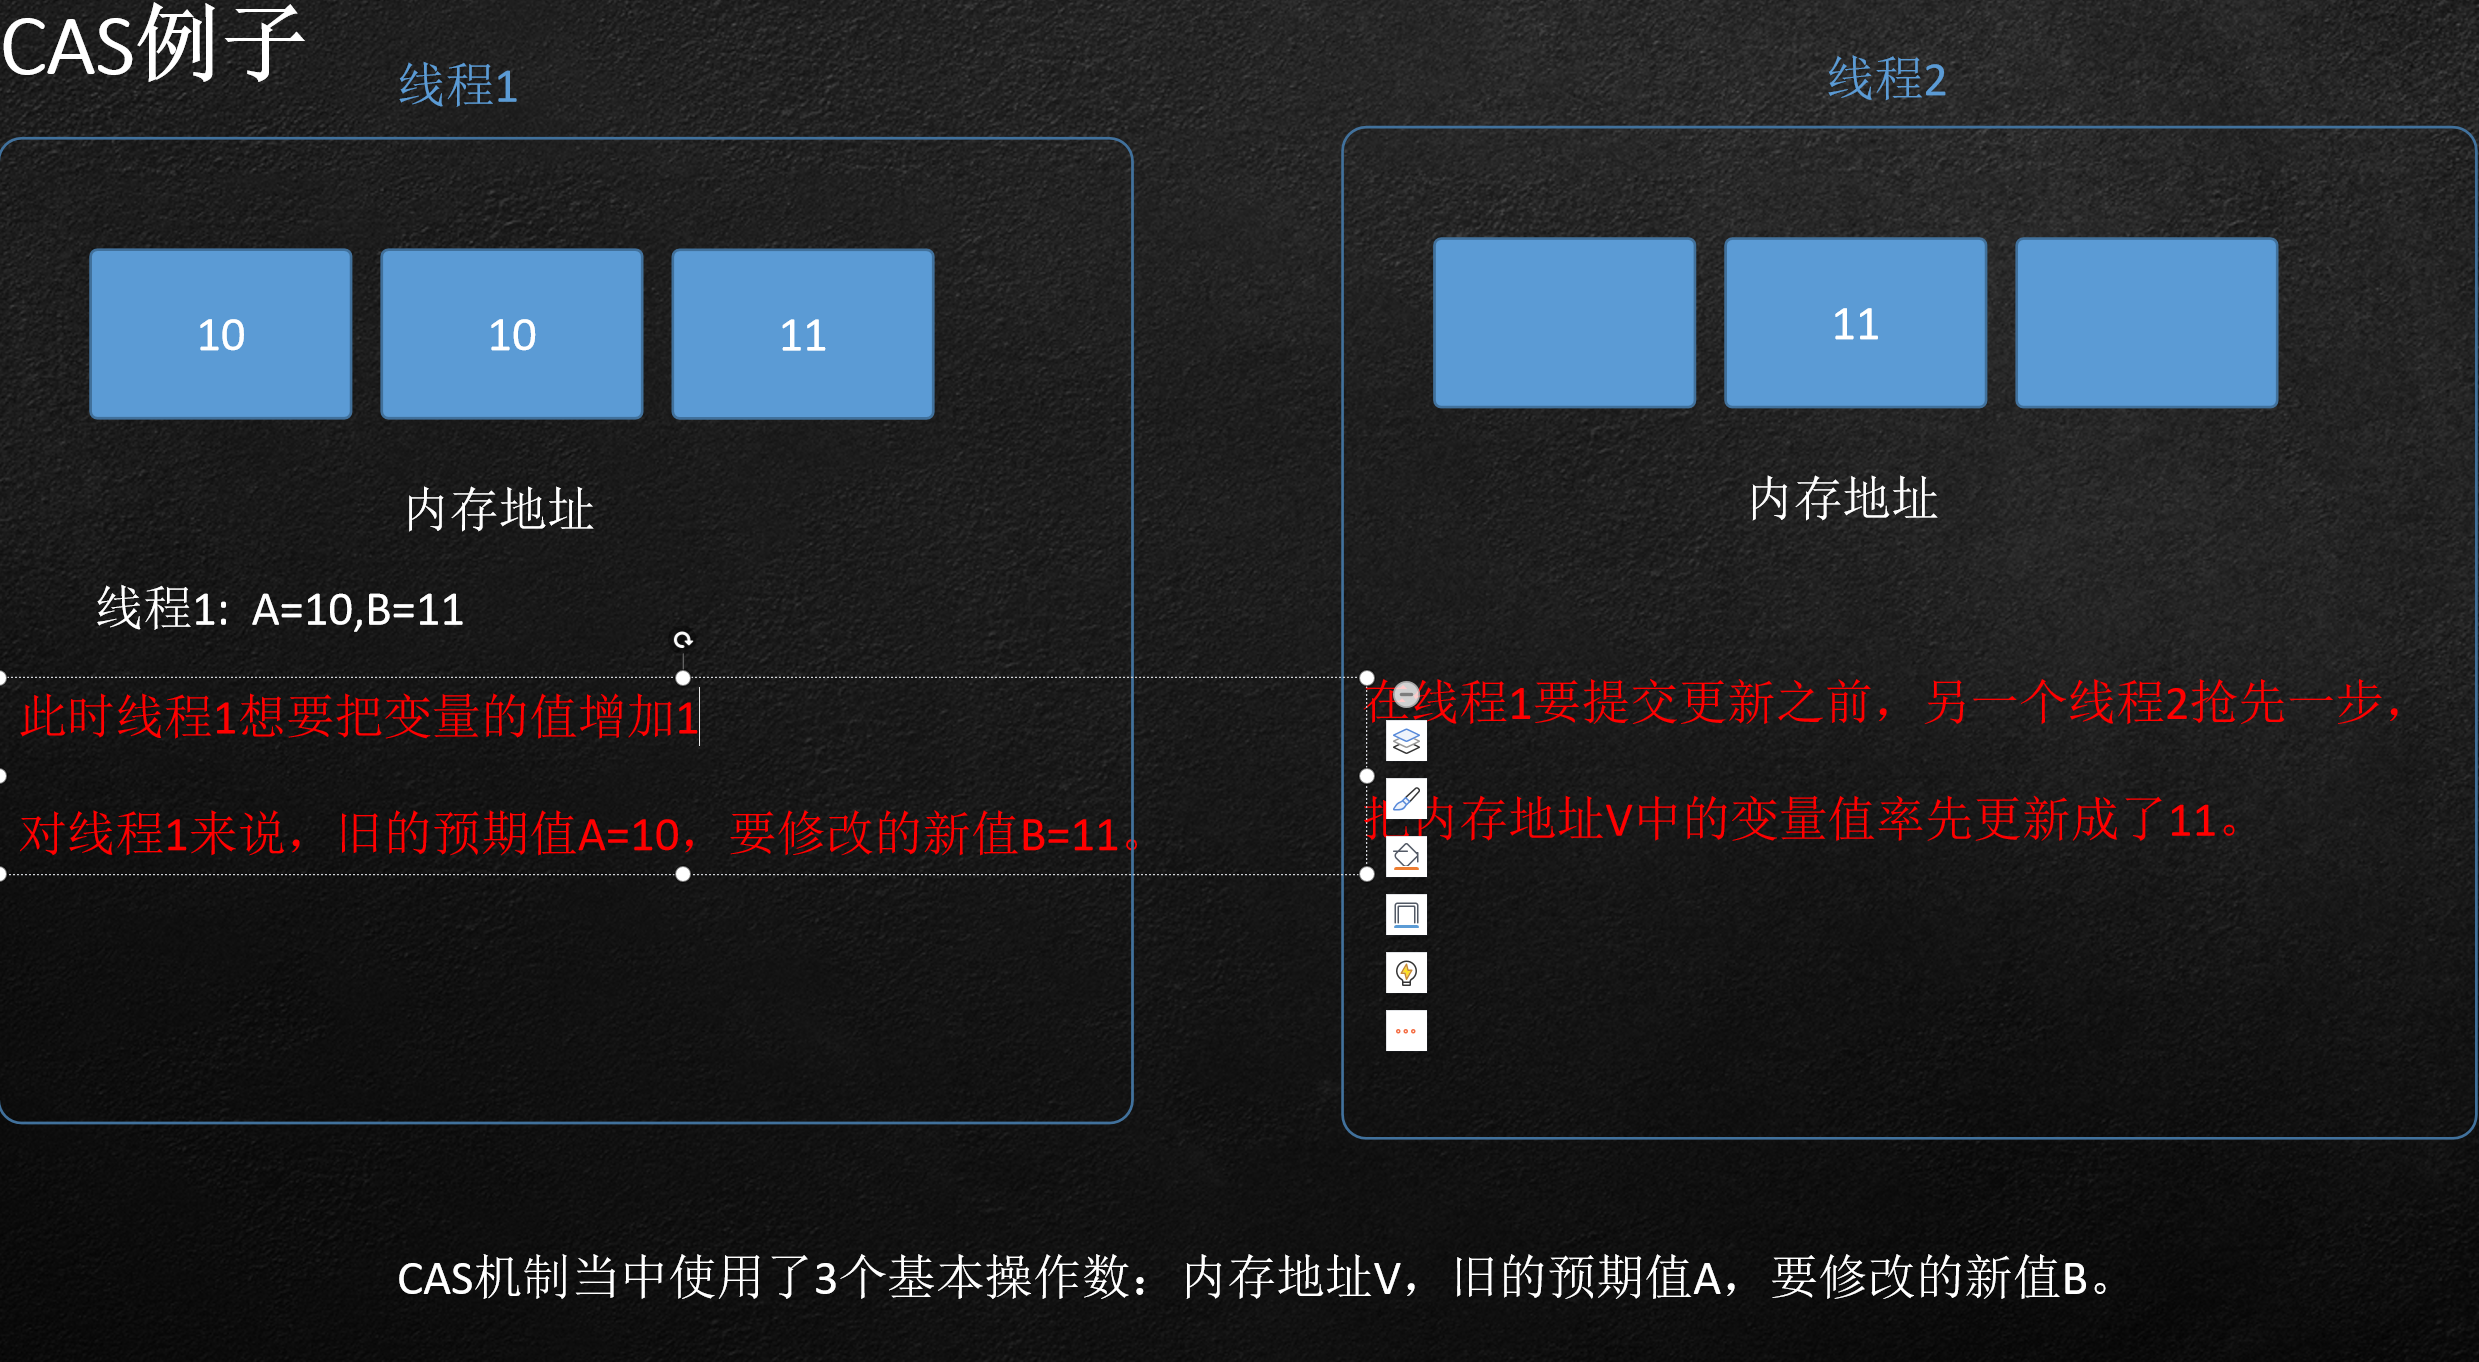 CAS例子
线程1
线程2
10
10
11
11
内存地址
内存地址
线程1: A=10,B=11
此时线程1想要把变量的值增加1
对线程1来说，旧的预期值A=10，要修改的新值B=11。
在线程1要提交更新之前，另一个线程2抢先一步，
把内存地址V中的变量值率先更新成了11。
CAS机制当中使用了3个基本操作数：内存地址V，旧的预期值A，要修改的新值B。